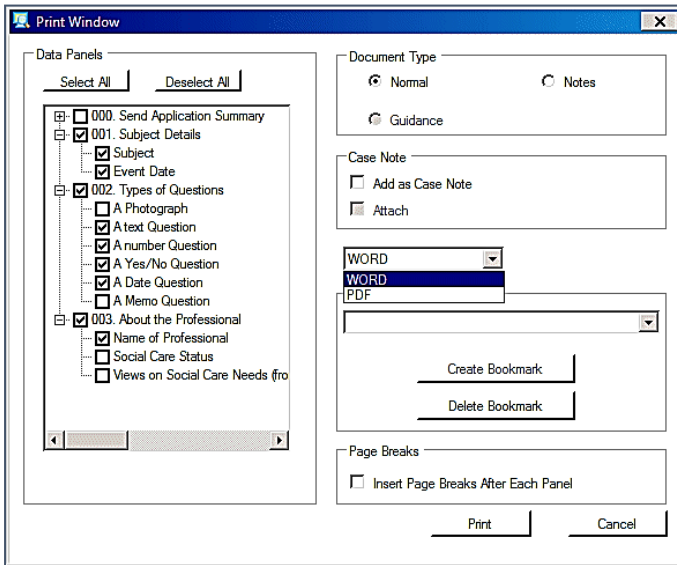 Print Window
Data Panels
Select All
Deselect All
000. Send Application Summary
001. Subject Details
Subject
Event Date
002. Types of Questions
A Photograph
A text Question
A number Question
A Yes/No Question
A Date Question
A Memo Question
003. About the Professional
Name of Professional
Social Care Status
Views on Social Care Needs (fro
Document Type
Normal
Notes
Guidance
Case Note
Add as Case Note
Attach
WORD
WORD
PDF
Create Bookmark
Delete Bookmark
Page Breaks
Insert Page Breaks After Each Panel
Print
Cancel